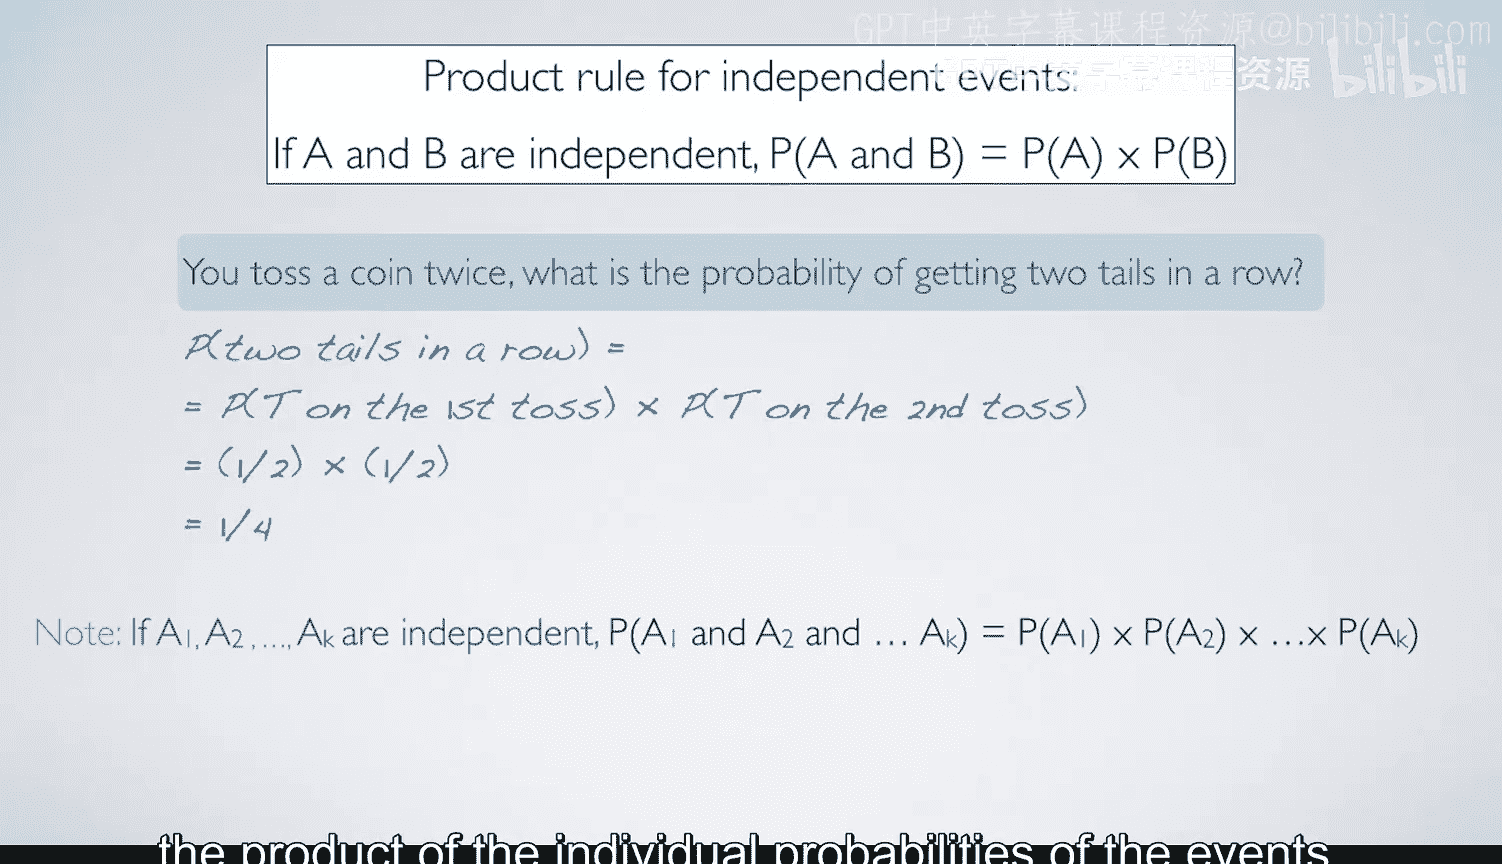 GPT中英字幕课程资源@bilibili.com
Product rule for independent events:
资源 bilibili
If A and B are independent, P(A and B) = P(A) x P(B)
You toss a coin twice, what is the probability of getting two tails in a row?
P(two tails in a row) =
= P(T on the 1st toss) x P(T on the 2nd toss)
= (1/2) x (1/2)
= 1/4
Note: If A1, A2, ..., Ak are independent, P(A1 and A2 and … Ak) = P(A1) x P(A2) x …x P(Ak)
the product of the individual probabilities of the events